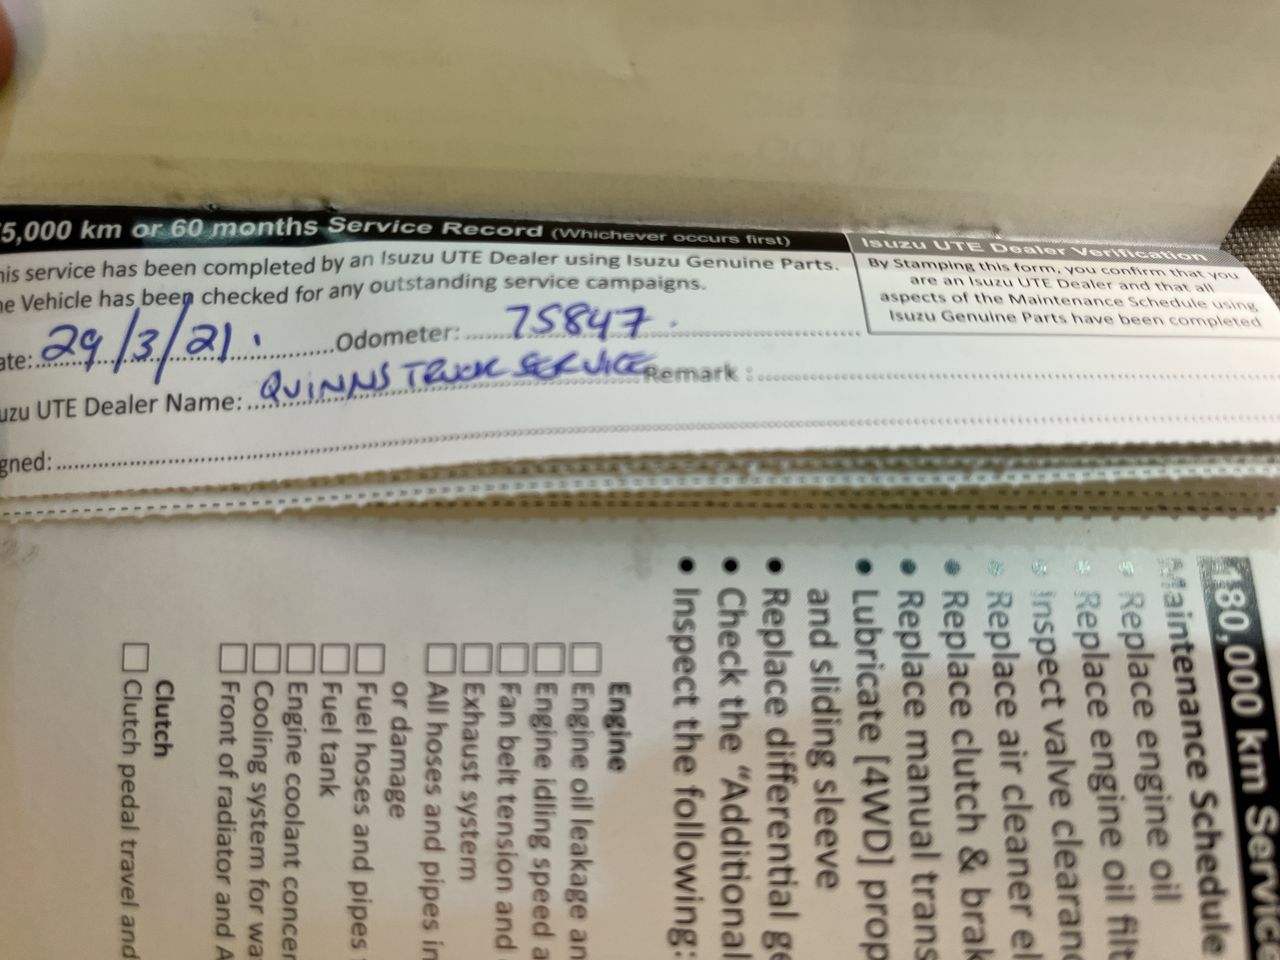 5,000 km or 60 months Service Record (Whichever occurs first)
his service has been completed by an Isuzu UTE Dealer using Isuzu Genuine Parts.
e Vehicle has been checked for any outstanding service campaigns.
ate: 29/3/21. Odometer: 75847.
uzu UTE Dealer Name: QUINNS TRUCK SERVICE Remark :
gned:
Isuzu UTE Dealer Verification
By Stamping this form, you confirm that you
are an Isuzu UTE Dealer and that all
aspects of the Maintenance Schedule using
Isuzu Genuine Parts have been completed
180,000 km Service
Maintenance Schedule
• Replace engine oil
• Replace engine oil filt
• Inspect valve clearanc
• Replace air cleaner el
• Replace clutch & brak
• Replace manual trans
• Lubricate [4WD] prop
and sliding sleeve
• Replace differential ge
• Check the "Additional
• Inspect the following:
Engine
Engine oil leakage an
Engine idling speed a
Fan belt tension and
Exhaust system
All hoses and pipes in
or damage
Fuel hoses and pipes
Fuel tank
Engine coolant concen
Cooling system for wa
Front of radiator and A
Clutch
Clutch pedal travel and